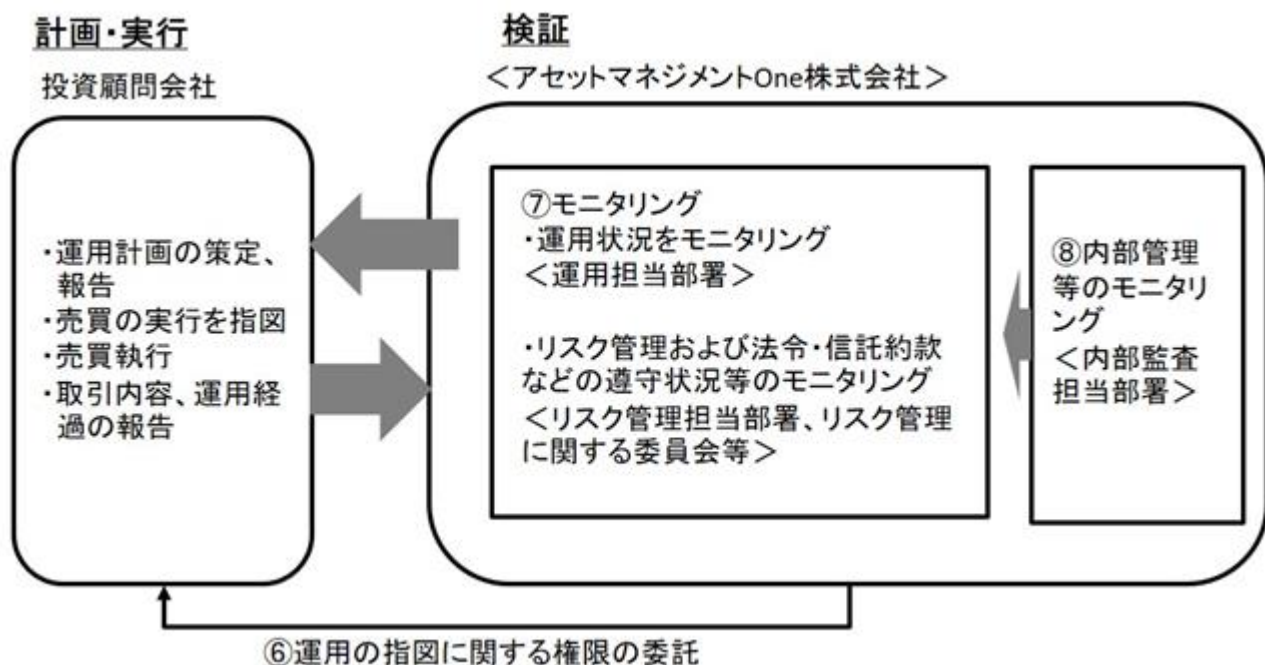 計画・実行
投資顧問会社
・運用計画の策定、
報告
・売買の実行を指図
・売買執行
・取引内容、運用経
過の報告
検証
＜アセットマネジメントOne株式会社＞
⑦モニタリング
・運用状況をモニタリング
＜運用担当部署＞
・リスク管理および法令・信託約款
などの遵守状況等のモニタリング
＜リスク管理担当部署、リスク管理
に関する委員会等＞
⑧内部管理
等のモニタリ
ング
＜内部監査
担当部署＞
⑥運用の指図に関する権限の委託